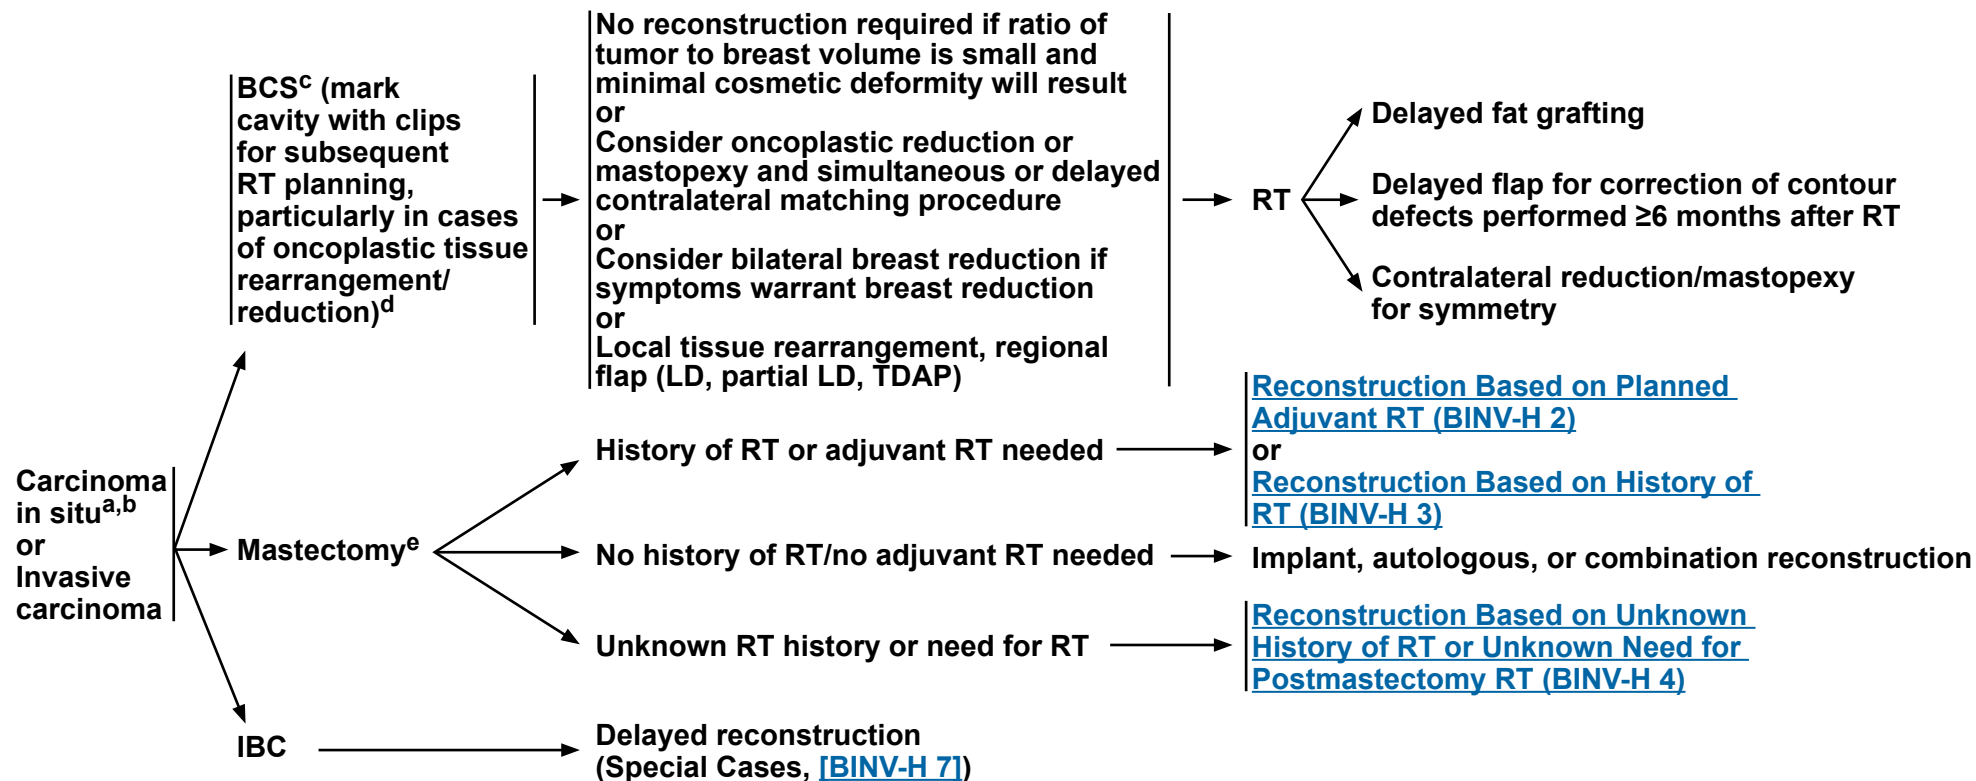 No reconstruction required if ratio of
tumor to breast volume is small and
minimal cosmetic deformity will result
or
Consider oncoplastic reduction or
mastopexy and simultaneous or delayed
contralateral matching procedure
or
Consider bilateral breast reduction if
symptoms warrant breast reduction
or
Local tissue rearrangement, regional
flap (LD, partial LD, TDAP)
BCSc (mark
cavity with clips
for subsequent
RT planning,
particularly in cases
of oncoplastic tissue
rearrangement/
reduction)d
RT
Delayed fat grafting
Delayed flap for correction of contour
defects performed ≥6 months after RT
Contralateral reduction/mastopexy
for symmetry
Carcinoma
in situa,b
or
Invasive
carcinoma
Mastectomye
History of RT or adjuvant RT needed
Reconstruction Based on Planned
Adjuvant RT (BINV-H 2)
or
Reconstruction Based on History of
RT (BINV-H 3)
No history of RT/no adjuvant RT needed
Implant, autologous, or combination reconstruction
Unknown RT history or need for RT
Reconstruction Based on Unknown
History of RT or Unknown Need for
Postmastectomy RT (BINV-H 4)
IBC
Delayed reconstruction
(Special Cases, [BINV-H 7])